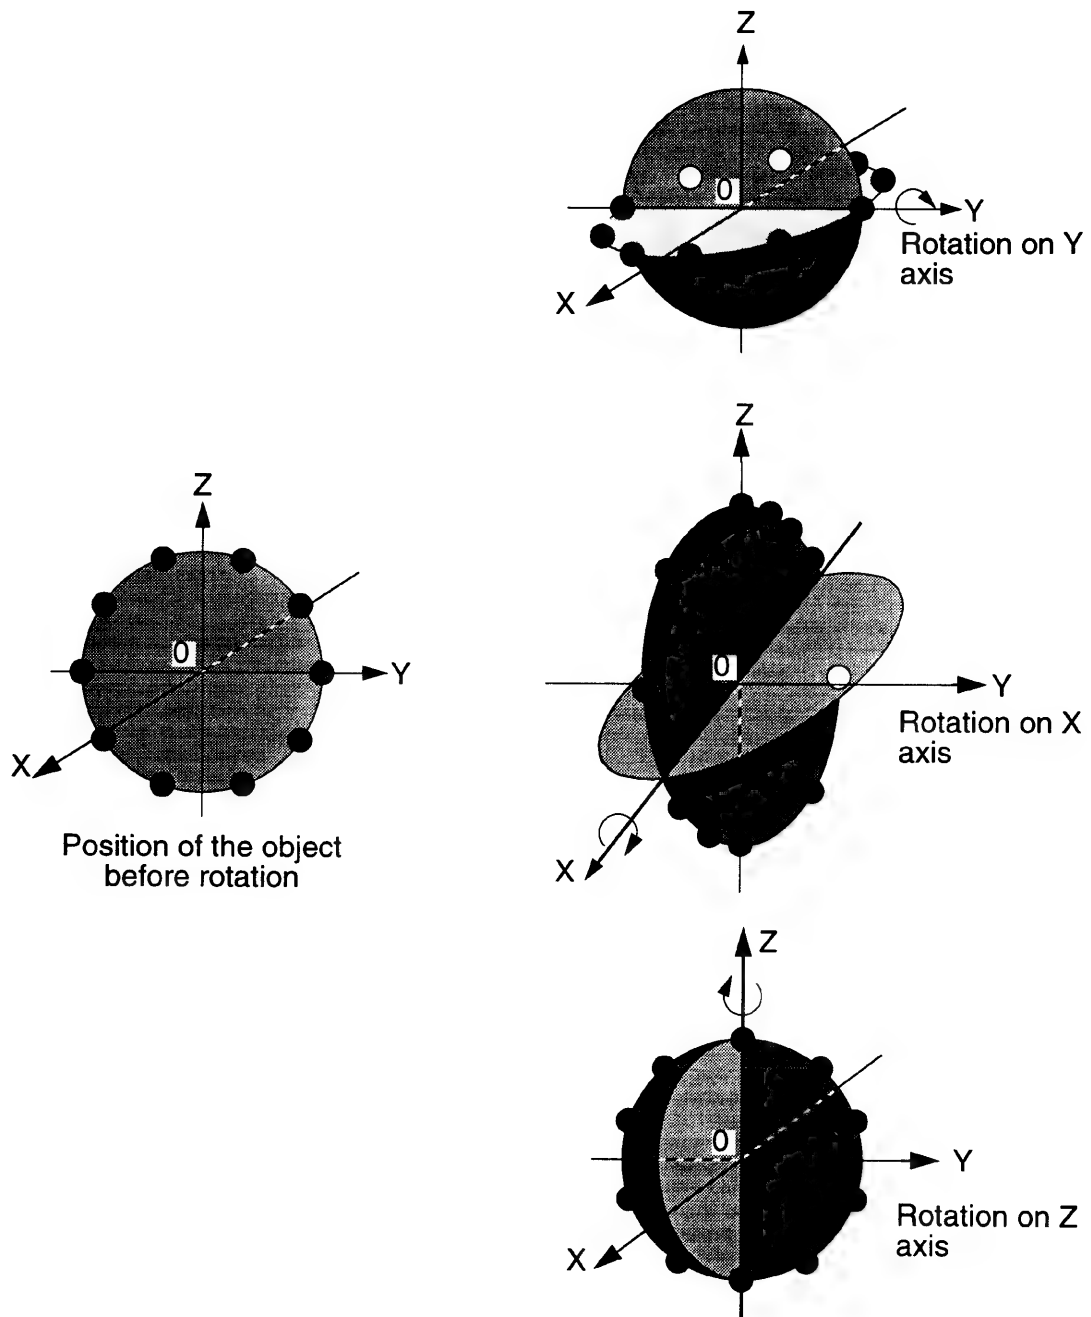 Z
0
Y
Rotation on Y
axis
X
Z
0
Y
Rotation on X
axis
X
Z
0
Y
X
Position of the object
before rotation
Z
0
Y
Rotation on Z
axis
X